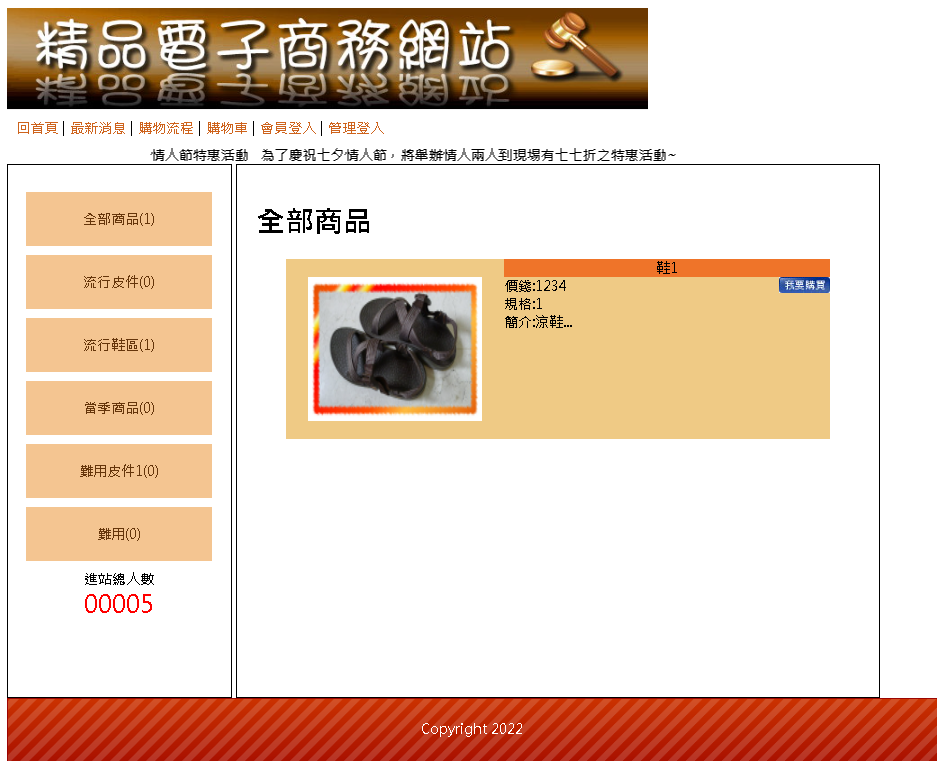 精品電子商務網站
回首頁| 最新消息 | 購物流程 | 購物車 | 會員登入 | 管理登入
情人節特惠活動 為了慶祝七夕情人節，將舉辦情人兩人到現場有七七折之特惠活動~
全部商品(1)
流行皮件(0)
流行鞋區(1)
當季商品(0)
難用皮件1(0)
難用(0)
進站總人數
00005
全部商品
鞋1
價錢:1234
我要購買
規格:1
簡介:涼鞋...
Copyright 2022